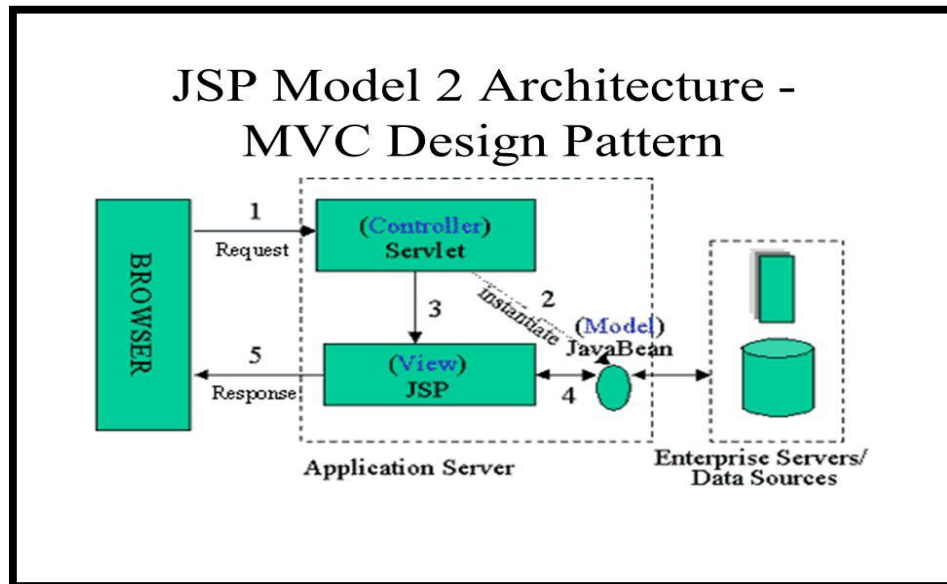 JSP Model 2 Architecture -
MVC Design Pattern
BROWSER
1
Request
(Controller)
Servlet
2
instantiate
3
(Model)
JavaBean
(View)
JSP
4
5
Response
Application Server
Enterprise Servers/
Data Sources